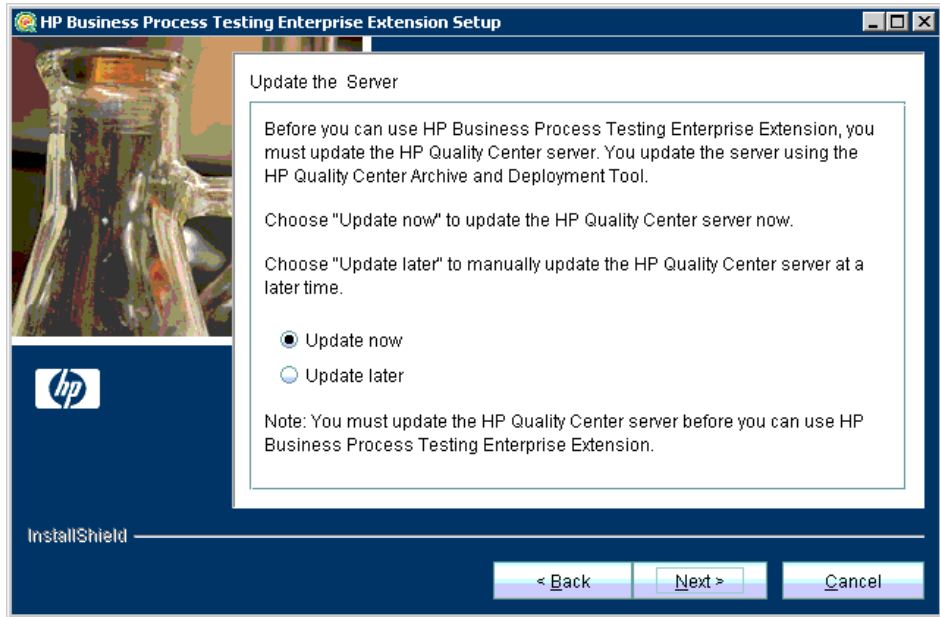 HP Business Process Testing Enterprise Extension Setup
Update the  Server
Before you can use HP Business Process Testing Enterprise Extension, you
must update the HP Quality Center server. You update the server using the
HP Quality Center Archive and Deployment Tool.
Choose "Update now" to update the HP Quality Center server now.
Choose "Update later" to manually update the HP Quality Center server at a
later time.
Update now
Update later
hp
Note: You must update the HP Quality Center server before you can use HP
Business Process Testing Enterprise Extension.
InstallShield
< Back
Next >
Cancel